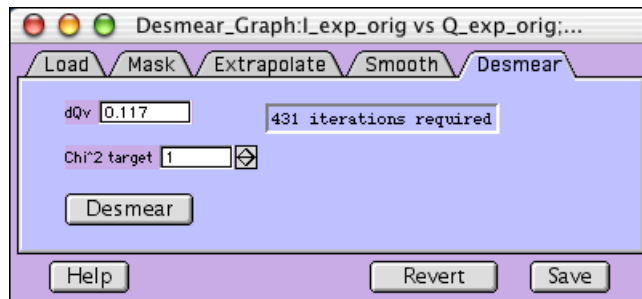 Desmear_Graph:I_exp_orig vs Q_exp_orig;...
Load Mask Extrapolate Smooth Desmear
dQv 0.117 431 iterations required
Chi^2 target 1
Desmear
Help Revert Save